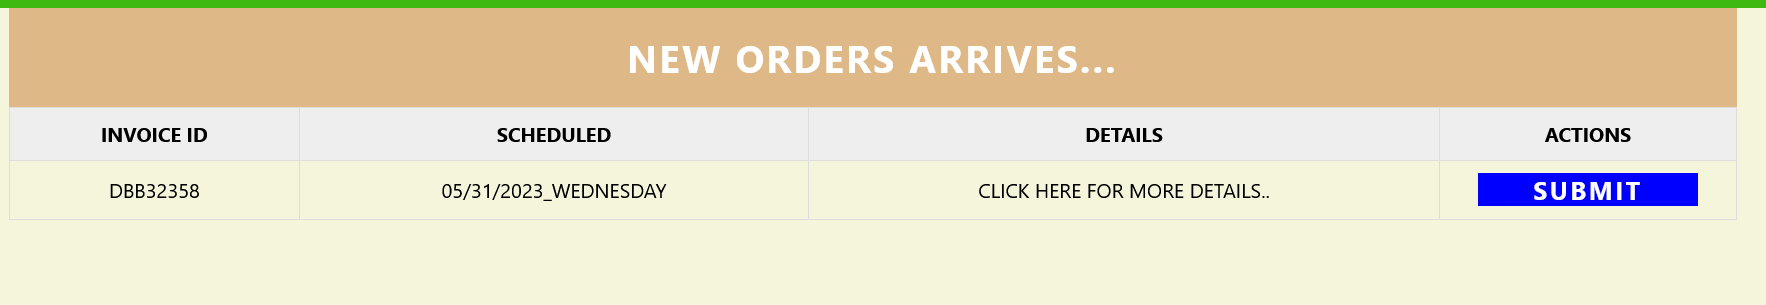 NEW ORDERS ARRIVES...
INVOICE ID SCHEDULED DETAILS ACTIONS
DBB32358 05/31/2023_WEDNESDAY CLICK HERE FOR MORE DETAILS.. SUBMIT